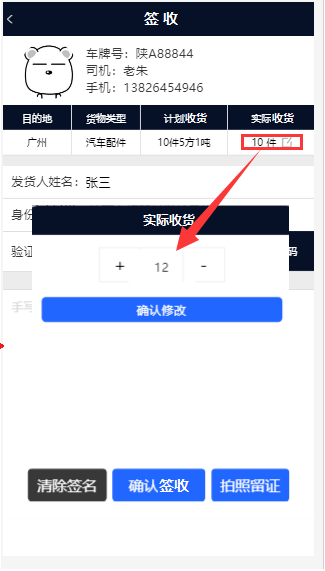 签 收
车牌号：陕A88844
司机：老朱
手机：13826454946
目的地 货物类型 计划收货 实际收货
广州 汽车配件 10件5方1吨 10 件
发货人姓名：张三
身份
实际收货
验证 码
+ 12 -
手写
确认修改
清除签名 确认签收 拍照留证